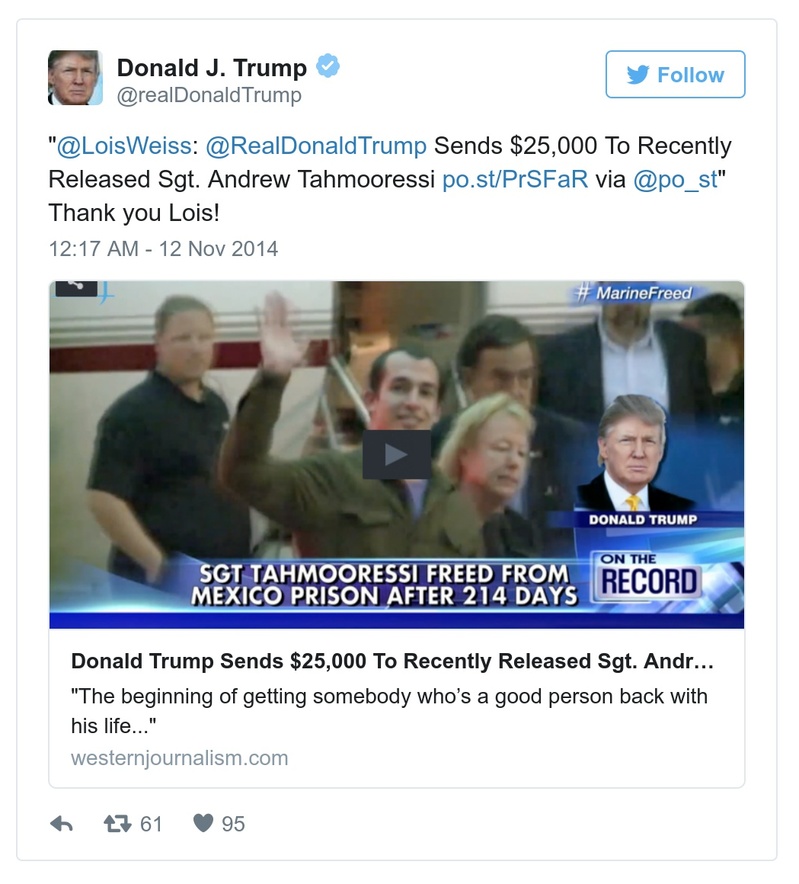 Donald J. Trump
@realDonaldTrump
Follow
"@LoisWeiss: @RealDonaldTrump Sends $25,000 To Recently
Released Sgt. Andrew Tahmooressi po.st/PrSFaR via @po_st"
Thank you Lois!
12:17 AM - 12 Nov 2014
# MarineFreed
DONALD TRUMP
SGT TAHMOORESSI FREED FROM
MEXICO PRISON AFTER 214 DAYS
ON THE
RECORD
Donald Trump Sends $25,000 To Recently Released Sgt. Andr...
"The beginning of getting somebody who’s a good person back with
his life..."
westernjournalism.com
61 95